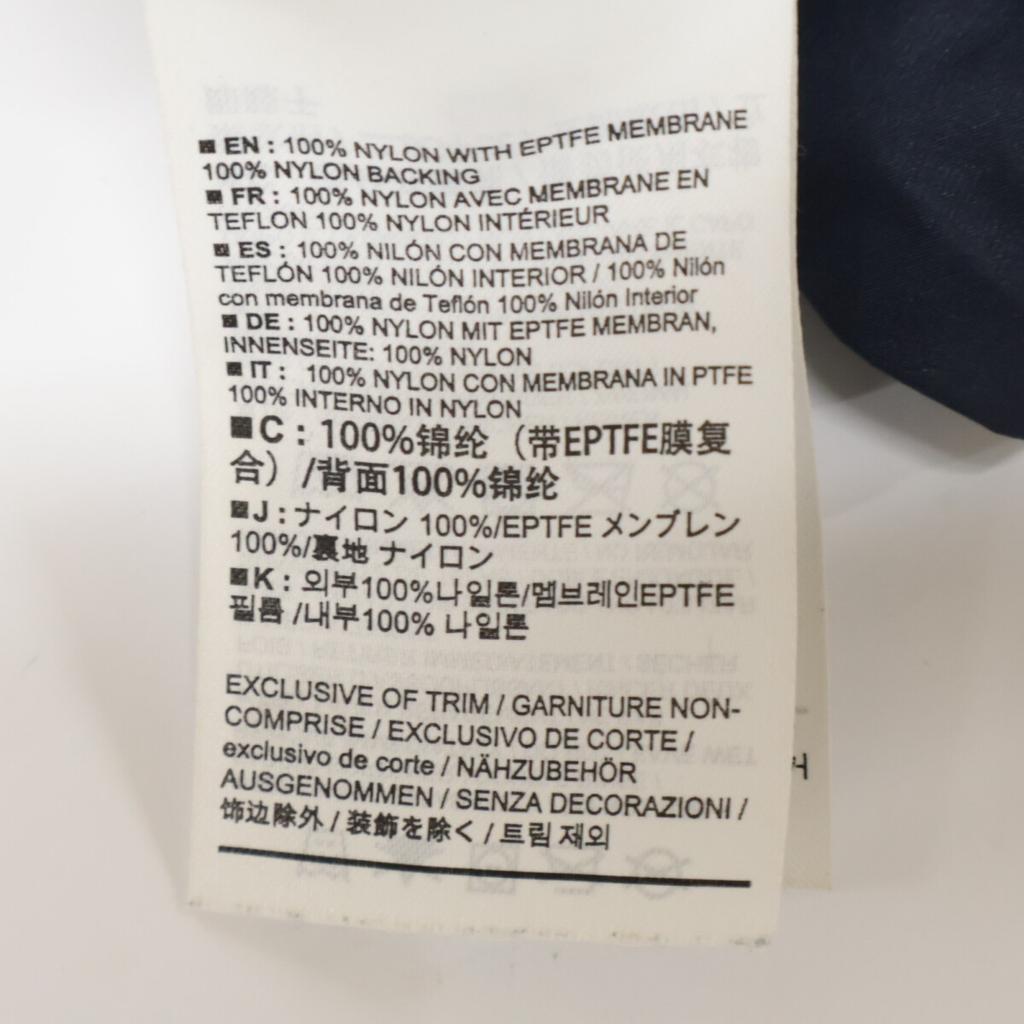 ■ EN : 100% NYLON WITH EPTFE MEMBRANE
100% NYLON BACKING
■ FR : 100% NYLON AVEC MEMBRANE EN
TEFLON 100% NYLON INTÉRIEUR
■ ES : 100% NILÓN CON MEMBRANA DE
TEFLÓN 100% NILÓN INTERIOR / 100% Nilón
con membrana de Teflón 100% Nilón Interior
■ DE : 100% NYLON MIT EPTFE MEMBRAN,
INNENSEITE: 100% NYLON
■ IT : 100% NYLON CON MEMBRANA IN PTFE
100% INTERNO IN NYLON
■C : 100%锦纶（带EPTFE膜复
合）/背面100%锦纶
■J : ナイロン 100%/EPTFE メンブレン
100%/裏地 ナイロン
■K : 외부100%나일론/멤브레인EPTFE
필름 /내부100% 나일론
EXCLUSIVE OF TRIM / GARNITURE NON-
COMPRISE / EXCLUSIVO DE CORTE /
exclusivo de corte / NÄHZUBEHÖR
AUSGENOMMEN / SENZA DECORAZIONI /
饰边除外 / 装飾を除く / 트림 재외